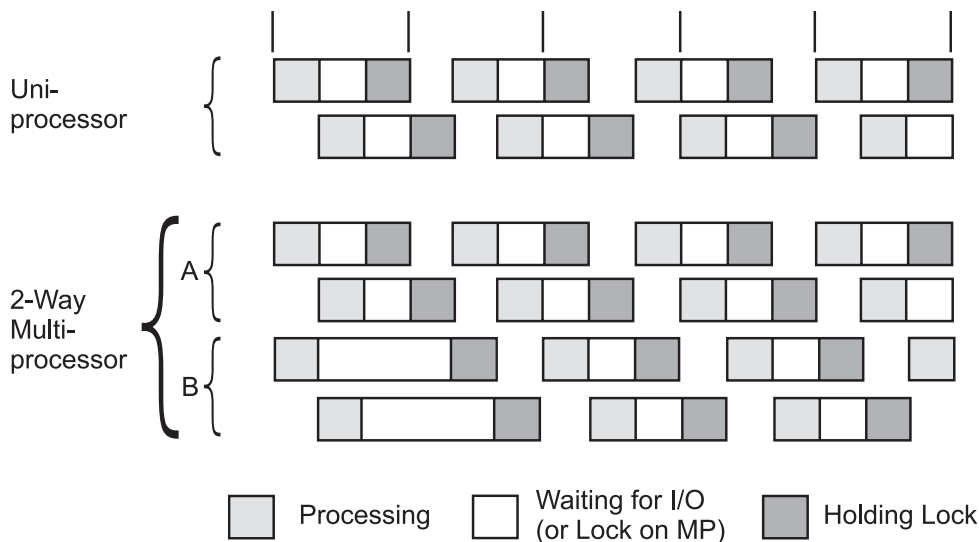 Uni-
processor
A
2-Way
Multi-
processor
B
Processing
Waiting for I/O
(or Lock on MP)
Holding Lock